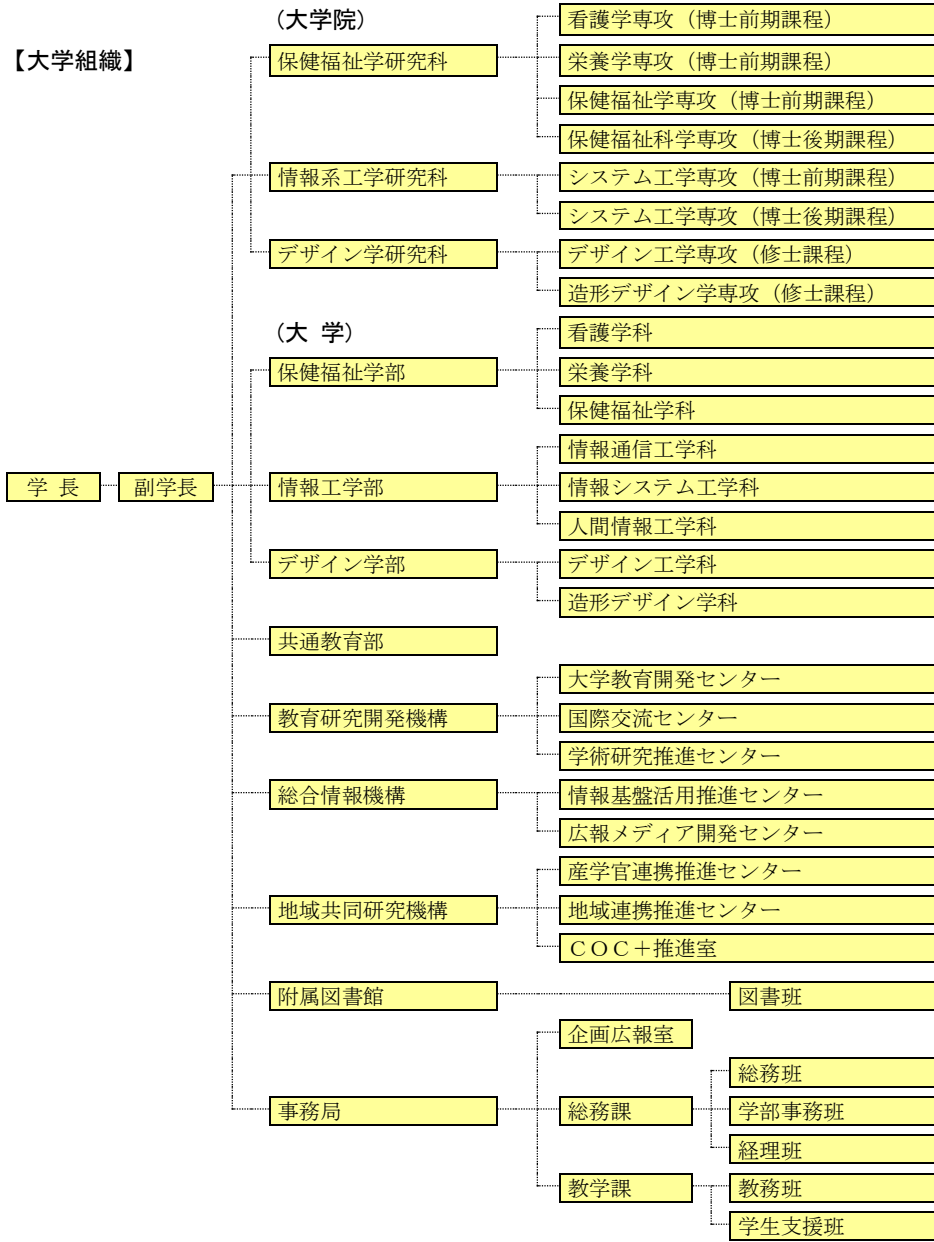 （大学院）
看護学専攻（博士前期課程）
【大学組織】
保健福祉学研究科
栄養学専攻（博士前期課程）
保健福祉学専攻（博士前期課程）
保健福祉科学専攻（博士後期課程）
情報系工学研究科
システム工学専攻（博士前期課程）
システム工学専攻（博士後期課程）
デザイン学研究科
デザイン工学専攻（修士課程）
造形デザイン学専攻（修士課程）
（大 学）
看護学科
保健福祉学部
栄養学科
保健福祉学科
情報通信工学科
学 長
副学長
情報工学部
情報システム工学科
人間情報工学科
デザイン学部
デザイン工学科
造形デザイン学科
共通教育部
大学教育開発センター
教育研究開発機構
国際交流センター
学術研究推進センター
総合情報機構
情報基盤活用推進センター
広報メディア開発センター
産学官連携推進センター
地域共同研究機構
地域連携推進センター
ＣＯＣ＋推進室
附属図書館
図書班
企画広報室
総務班
事務局
総務課
学部事務班
経理班
教学課
教務班
学生支援班